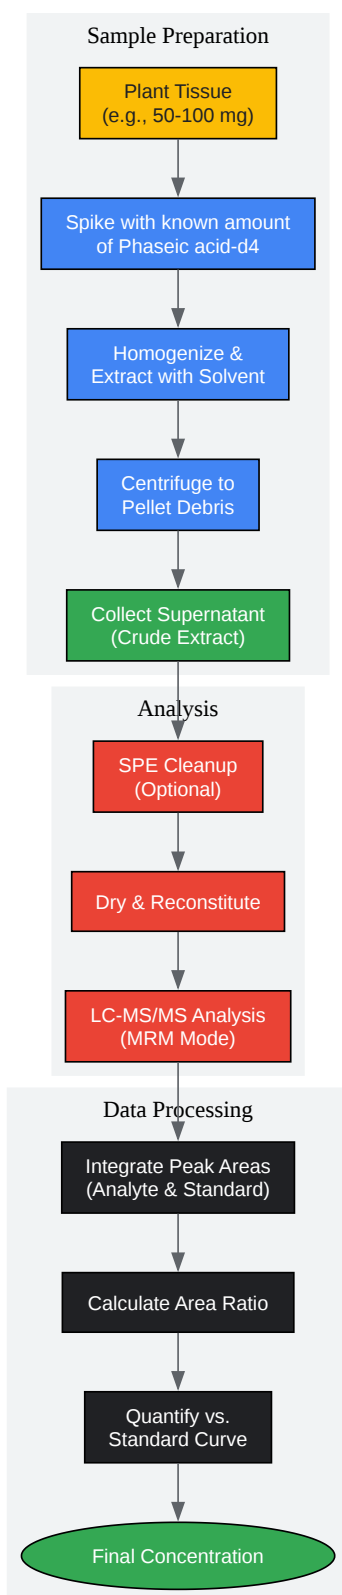 Sample Preparation
Plant Tissue
(e.g., 50-100 mg)
Spike with known amount
of Phaseic acid-d4
Homogenize &
Extract with Solvent
Centrifuge to
Pellet Debris
Collect Supernatant
(Crude Extract)
Analysis
SPE Cleanup
(Optional)
Dry & Reconstitute
LC-MS/MS Analysis
(MRM Mode)
Data Processing
Integrate Peak Areas
(Analyte & Standard)
Calculate Area Ratio
Quantify vs.
Standard Curve
Final Concentration